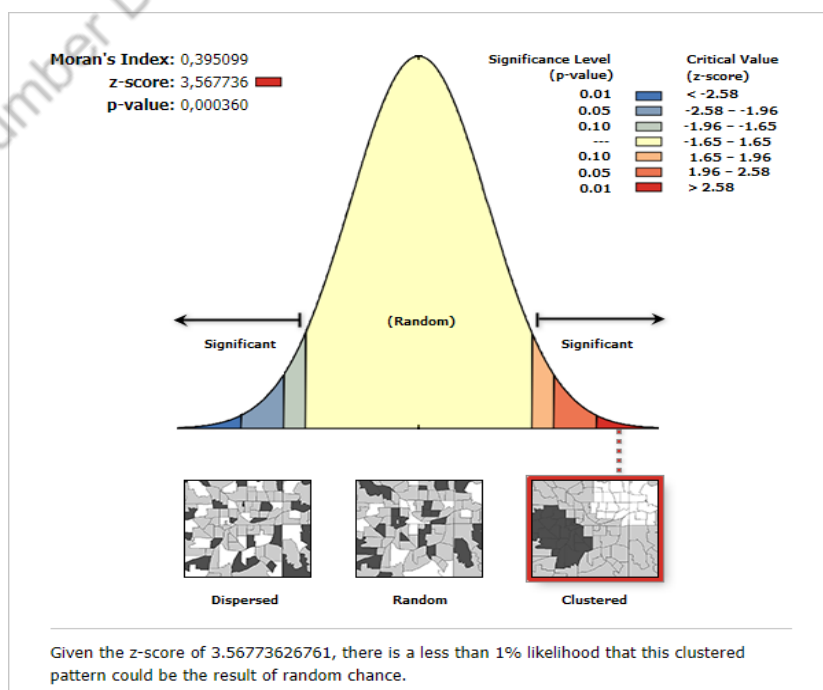 umber D
Moran's Index: 0,395099
z-score: 3,567736
p-value: 0,000360
Significance Level
(p-value)
Critical Value
(z-score)
0.01 < -2.58
0.05 -2.58 – -1.96
0.10 -1.96 – -1.65
--- -1.65 – 1.65
0.10 1.65 – 1.96
0.05 1.96 – 2.58
0.01 > 2.58
(Random)
Significant
Significant
Dispersed
Random
Clustered
Given the z-score of 3.56773626761, there is a less than 1% likelihood that this clustered
pattern could be the result of random chance.